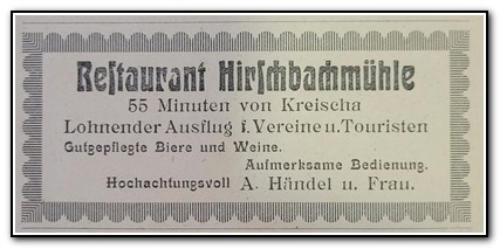 Restaurant Hirschbachmühle
55 Minuten von Kreischa
Lohnender Ausflug f. Vereine u. Touristen
Gutgepflegte Biere und Weine.
Aufmerksame Bedienung.
Hochachtungsvoll A. Händel u. Frau.